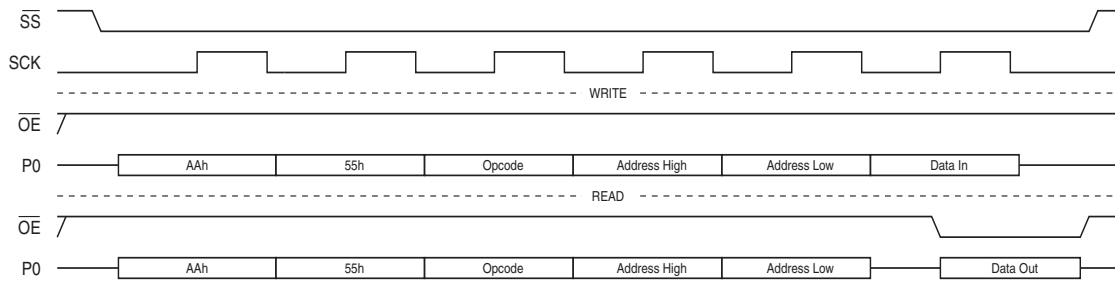 SS
SCK
WRITE
OE
P0 AAh 55h Opcode Address High Address Low Data In
READ
OE
P0 AAh 55h Opcode Address High Address Low Data Out